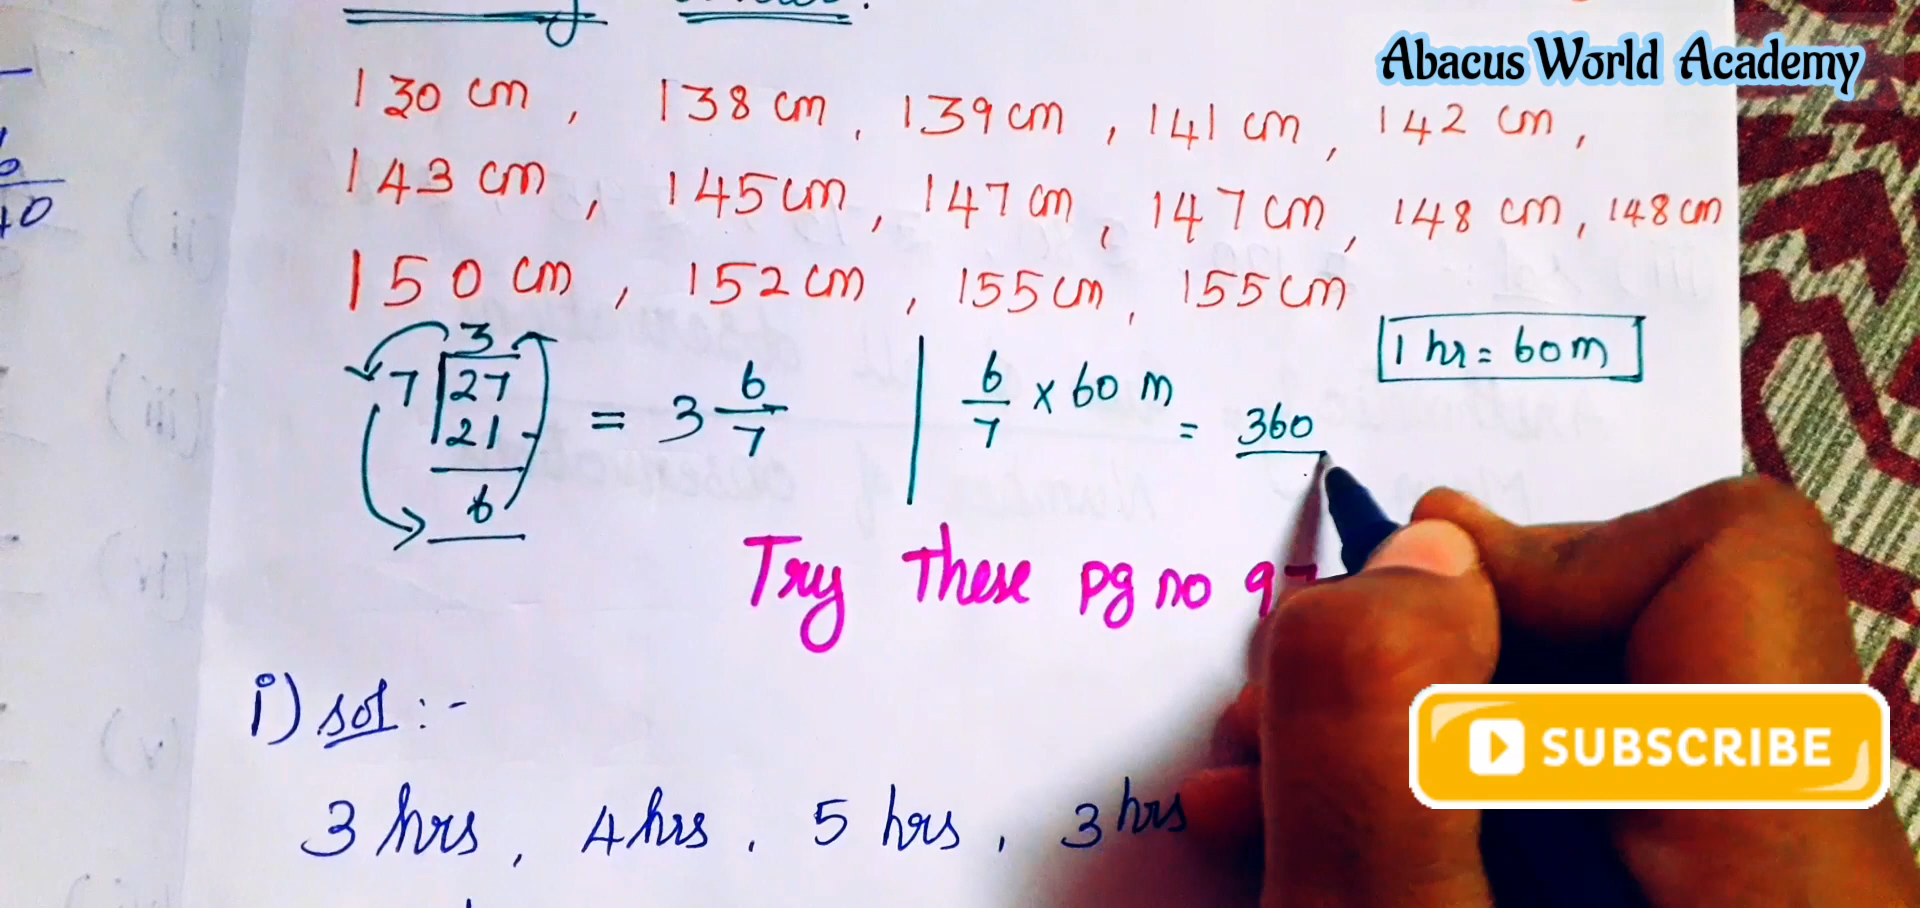 Abacus World Academy
130 cm, 138 cm, 139 cm, 141 cm, 142 cm,
143 cm, 145 cm, 147 cm, 147 cm, 148 cm, 148 cm
150 cm, 152 cm, 155 cm, 155 cm
1 hr = 60 m
3
7 27 = 3 6/7 | 6/7 × 60 m = 360
21
6
Try These pg no
i) sol :-
SUBSCRIBE
3 hrs, 4 hrs, 5 hrs, 3 hrs